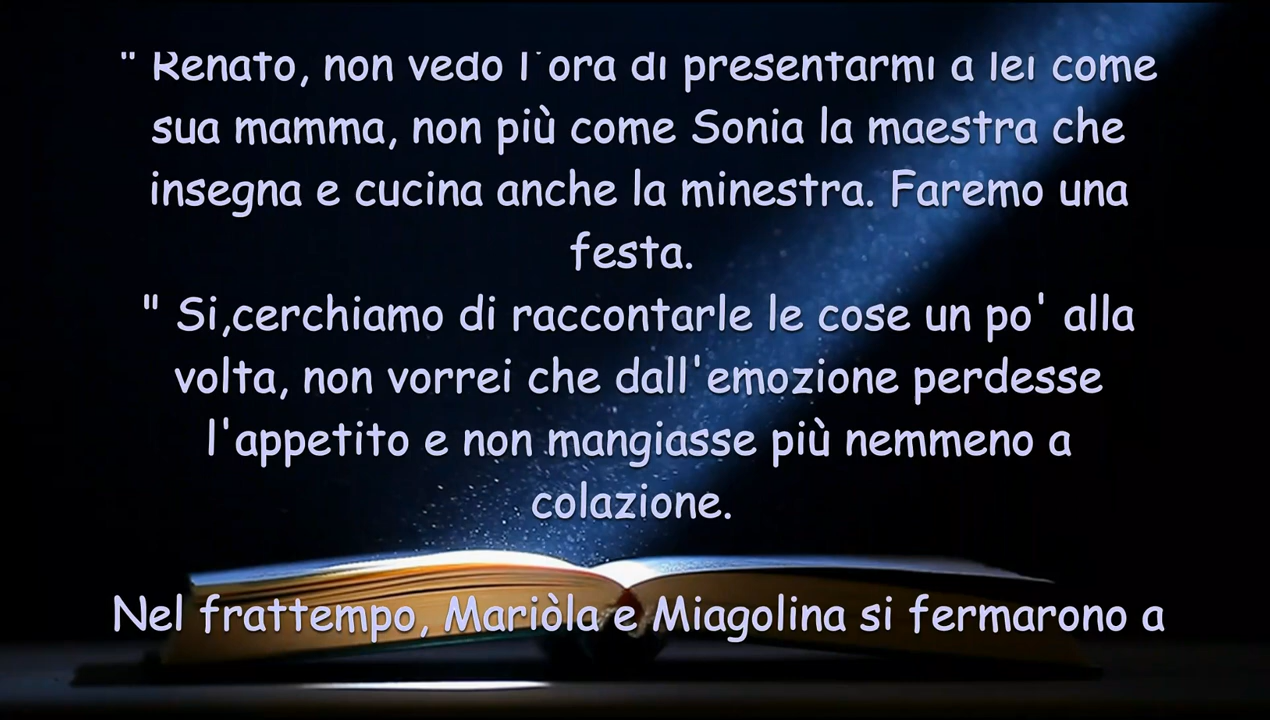 " Renato, non vedo l'ora di presentarmi a lei come
sua mamma, non più come Sonia la maestra che
insegna e cucina anche la minestra. Faremo una
festa.
" Si,cerchiamo di raccontarle le cose un po' alla
volta, non vorrei che dall'emozione perdesse
l'appetito e non mangiasse più nemmeno a
colazione.
Nel frattempo, Mariòla e Miagolina si fermarono a